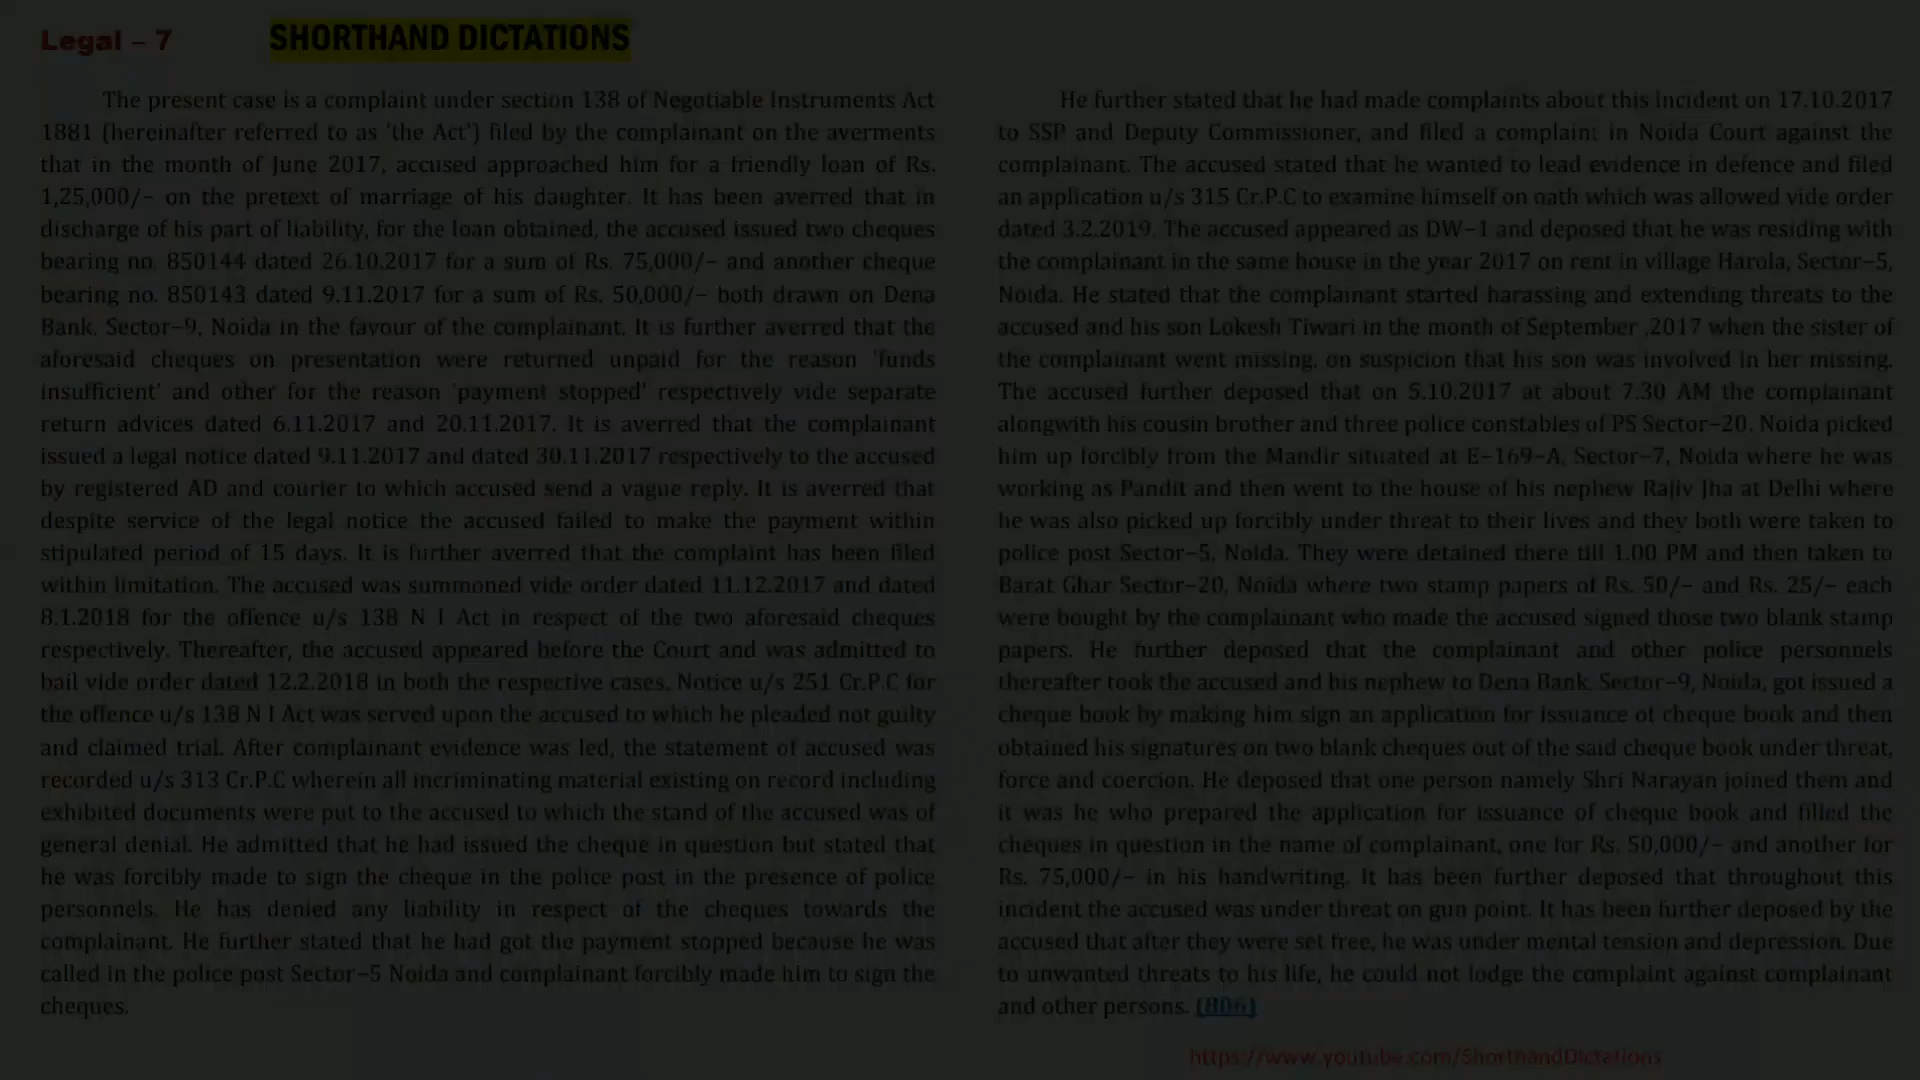 Legal – 7
SHORTHAND DICTATIONS
The present case is a complaint under section 138 of Negotiable Instruments Act
1881 (hereinafter referred to as 'the Act') filed by the complainant on the averments
that in the month of June 2017, accused approached him for a friendly loan of Rs.
1,25,000/- on the pretext of marriage of his daughter. It has been averred that in
discharge of his part of liability, for the loan obtained, the accused issued two cheques
bearing no. 850144 dated 26.10.2017 for a sum of Rs. 75,000/- and another cheque
bearing no. 850143 dated 9.11.2017 for a sum of Rs. 50,000/- both drawn on Dena
Bank, Sector–9, Noida in the favour of the complainant. It is further averred that the
aforesaid cheques on presentation were returned unpaid for the reason 'funds
insufficient' and other for the reason 'payment stopped' respectively vide separate
return advices dated 6.11.2017 and 20.11.2017. It is averred that the complainant
issued a legal notice dated 9.11.2017 and dated 30.11.2017 respectively to the accused
by registered AD and courier to which accused send a vague reply. It is averred that
despite service of the legal notice the accused failed to make the payment within
stipulated period of 15 days. It is further averred that the complaint has been filed
within limitation. The accused was summoned vide order dated 11.12.2017 and dated
8.1.2018 for the offence u/s 138 N I Act in respect of the two aforesaid cheques
respectively. Thereafter, the accused appeared before the Court and was admitted to
bail vide order dated 12.2.2018 in both the respective cases. Notice u/s 251 Cr.P.C for
the offence u/s 138 N I Act was served upon the accused to which he pleaded not guilty
and claimed trial. After complainant evidence was led, the statement of accused was
recorded u/s 313 Cr.P.C wherein all incriminating material existing on record including
exhibited documents were put to the accused to which the stand of the accused was of
general denial. He admitted that he had issued the cheque in question but stated that
he was forcibly made to sign the cheque in the police post in the presence of police
personnels. He has denied any liability in respect of the cheques towards the
complainant. He further stated that he had got the payment stopped because he was
called in the police post Sector–5 Noida and complainant forcibly made him to sign the
cheques.
He further stated that he had made complaints about this incident on 17.10.2017
to SSP and Deputy Commissioner, and filed a complaint in Noida Court against the
complainant. The accused stated that he wanted to lead evidence in defence and filed
an application u/s 315 Cr.P.C to examine himself on oath which was allowed vide order
dated 3.2.2019. The accused appeared as DW–1 and deposed that he was residing with
the complainant in the same house in the year 2017 on rent in village Harola, Sector–5,
Noida. He stated that the complainant started harassing and extending threats to the
accused and his son Lokesh Tiwari in the month of September ,2017 when the sister of
the complainant went missing, on suspicion that his son was involved in her missing.
The accused further deposed that on 5.10.2017 at about 7.30 AM the complainant
alongwith his cousin brother and three police constables of PS Sector–20, Noida picked
him up forcibly from the Mandir situated at E–169–A, Sector–7, Noida where he was
working as Pandit and then went to the house of his nephew Rajiv Jha at Delhi where
he was also picked up forcibly under threat to their lives and they both were taken to
police post Sector–5, Noida. They were detained there till 1.00 PM and then taken to
Barat Ghar Sector–20, Noida where two stamp papers of Rs. 50/- and Rs. 25/- each
were bought by the complainant who made the accused signed those two blank stamp
papers. He further deposed that the complainant and other police personnels
thereafter took the accused and his nephew to Dena Bank, Sector–9, Noida, got issued a
cheque book by making him sign an application for issuance of cheque book and then
obtained his signatures on two blank cheques out of the said cheque book under threat,
force and coercion. He deposed that one person namely Shri Narayan joined them and
it was he who prepared the application for issuance of cheque book and filled the
cheques in question in the name of complainant, one for Rs. 50,000/- and another for
Rs. 75,000/- in his handwriting. It has been further deposed that throughout this
incident the accused was under threat on gun point. It has been further deposed by the
accused that after they were set free, he was under mental tension and depression. Due
to unwanted threats to his life, he could not lodge the complaint against complainant
and other persons. (806)
https://www.youtube.com/ShorthandDictations